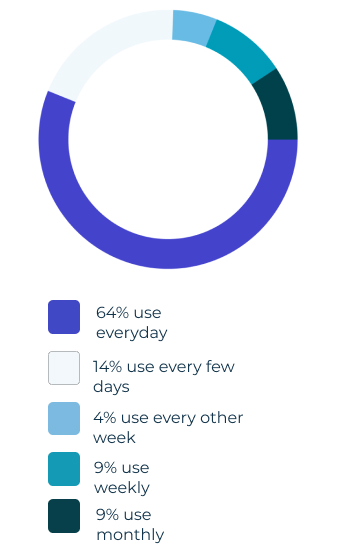 64% use
everyday
14% use every few
days
4% use every other
week
9% use
weekly
9% use
monthly